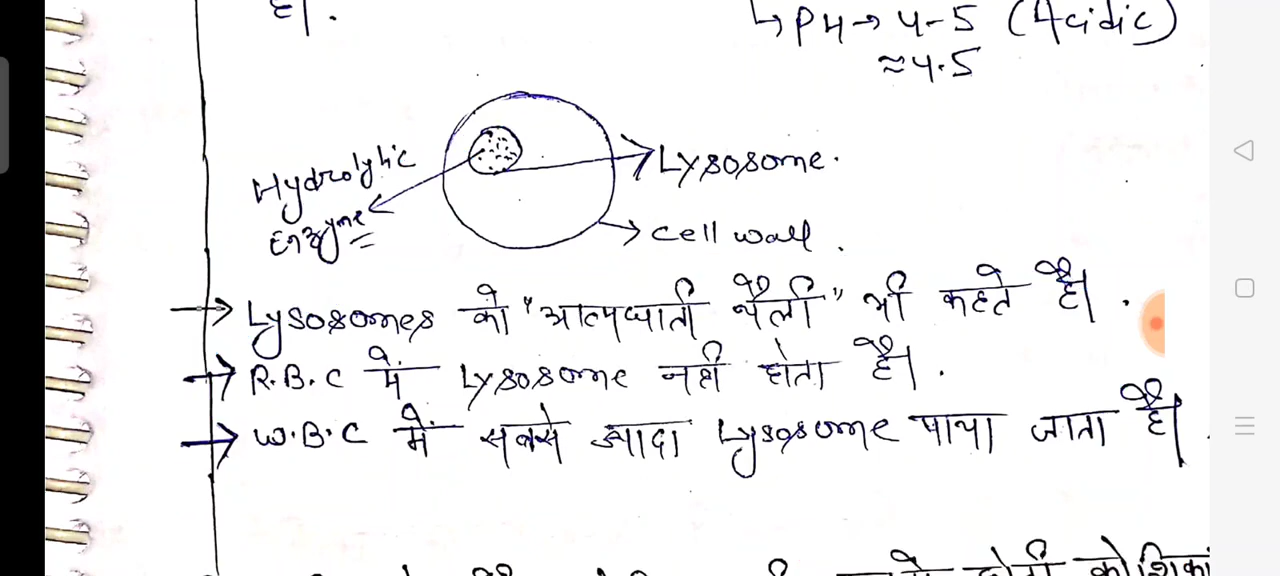 है।.
↳ PH → 4-5 (Acidic)
≈4.5
Hydrolytic
Enzyme
→ Lysosome.
→ cell wall.
→ Lysosomes को "आत्मघाती थैली" भी कहते है।.
→ R.B.C में Lysosome नहीं होता है।.
→ W.B.C में सबसे ज्यादा Lysosome पाया जाता है।.